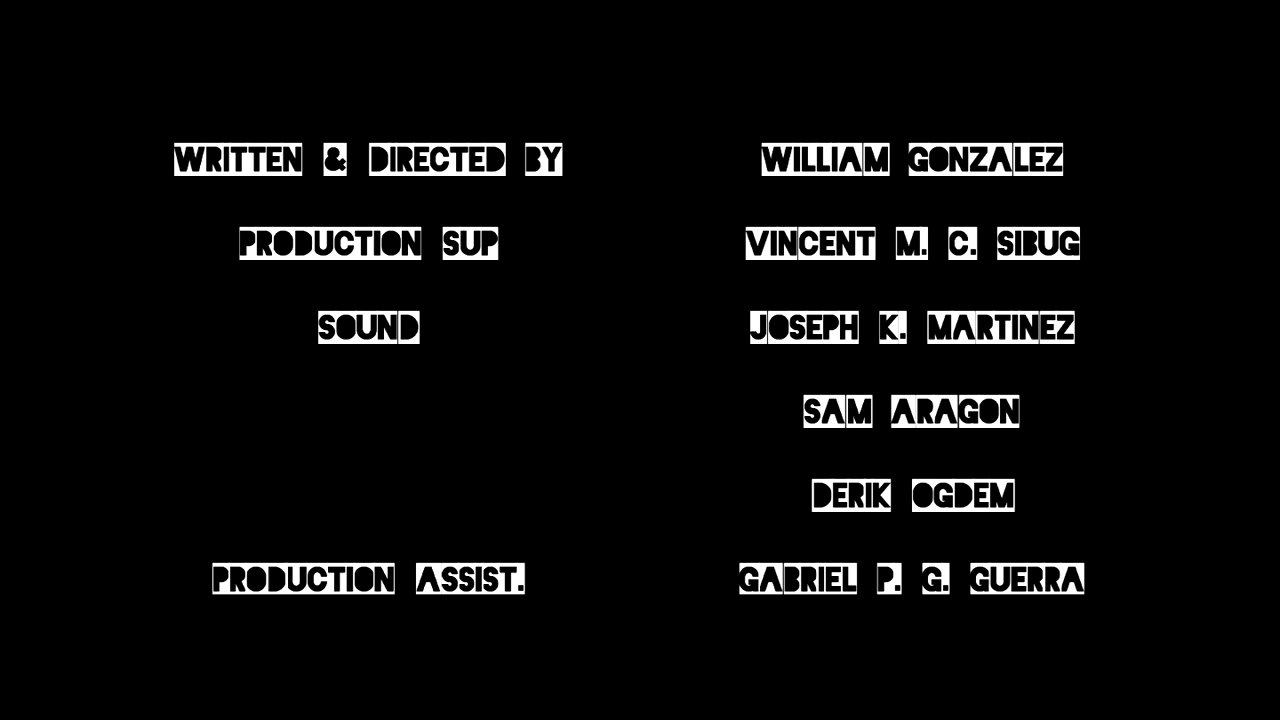 WRITTEN & DIRECTED BY WILLIAM GONZALEZ
PRODUCTION SUP VINCENT M. C. SIBUG
SOUND JOSEPH K. MARTINEZ
SAM ARAGON
DERIK OGDEM
PRODUCTION ASSIST. GABRIEL P. G. GUERRA